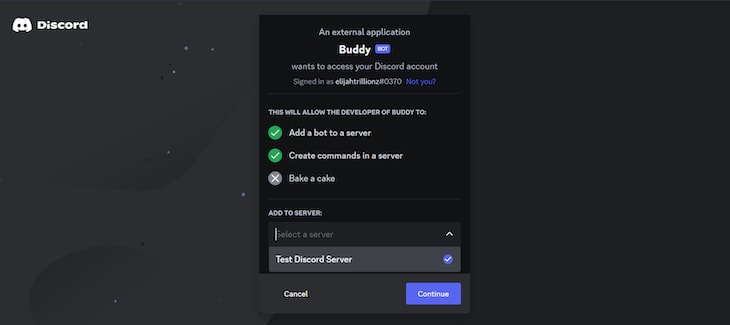 Discord
An external application
Buddy BOT
wants to access your Discord account
Signed in as elijahtrillionz#0370 Not you?
THIS WILL ALLOW THE DEVELOPER OF BUDDY TO:
Add a bot to a server
Create commands in a server
Bake a cake
ADD TO SERVER:
Select a server
Test Discord Server
Cancel
Continue